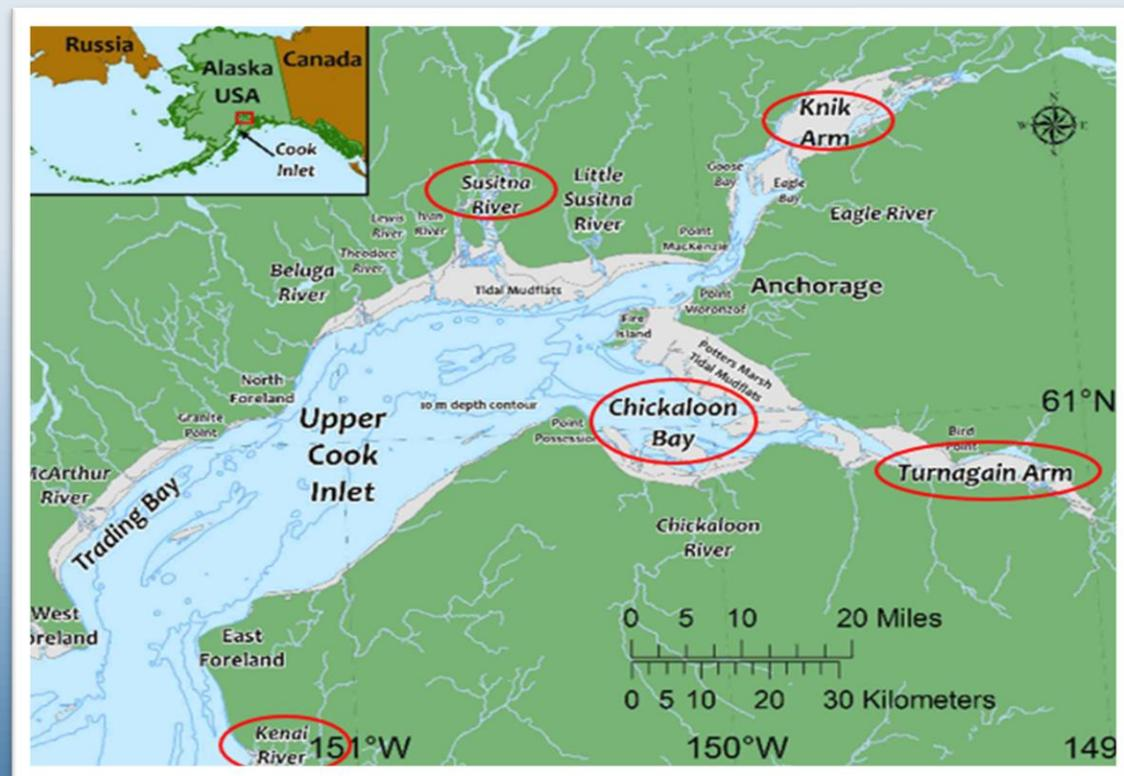 Russia
Canada
Alaska
USA
Cook
Inlet
Knik
Arm
N
W
E
S
Susitna
River
Little
Susitna
River
Goose
Bay
Eagle
Bay
Eagle River
Lewis
River
Ivan
River
Theodore
River
Beluga
River
Point
MacKenzie
Tidal Mudflats
Anchorage
Point
Woronzof
Fire
Island
Potters Marsh
Tidal Mudflats
North
Foreland
Granite
Point
10 m depth contour
Upper
Cook
Inlet
Point
Possession
Chickaloon
Bay
61°N
Bird
Point
Turnagain Arm
McArthur
River
Trading Bay
Chickaloon
River
West
oreland
East
Foreland
0 5 10 20 Miles
0 5 10 20 30 Kilometers
Kenai
River
151°W
150°W
149